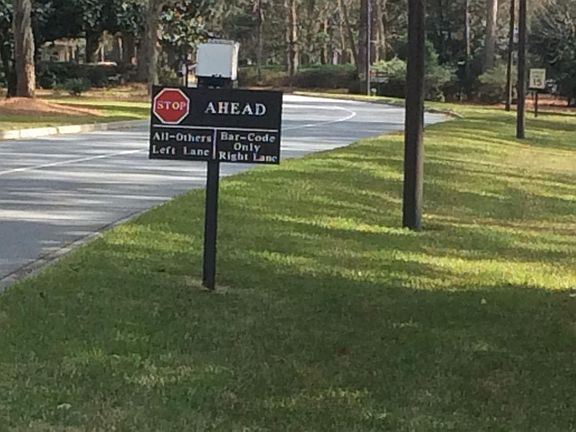 STOP AHEAD
All-Others Bar-Code
Left Lane Only
Right Lane